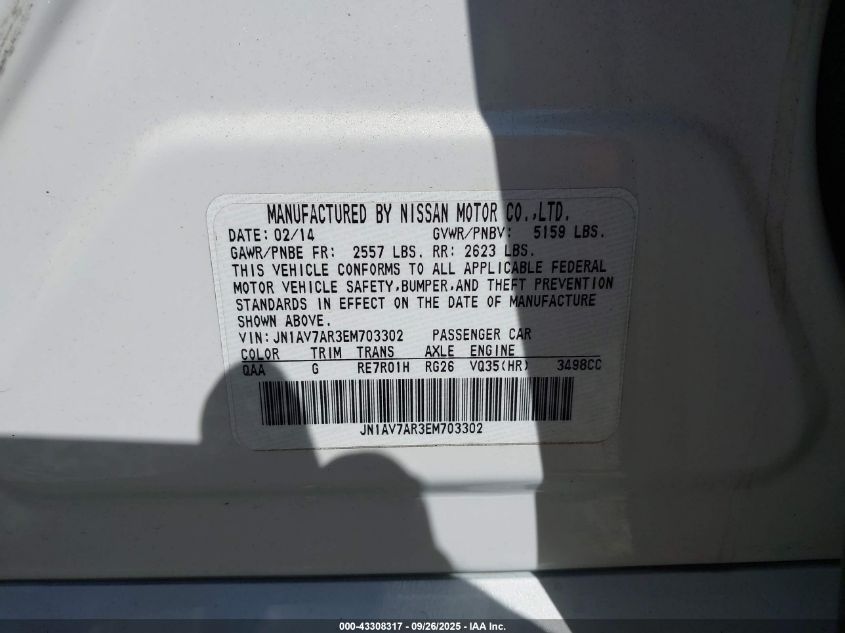 MANUFACTURED BY NISSAN MOTOR CO.,LTD.
DATE: 02/14 GVWR/PNBV: 5159 LBS.
GAWR/PNBE FR: 2557 LBS. RR: 2623 LBS.
THIS VEHICLE CONFORMS TO ALL APPLICABLE FEDERAL
MOTOR VEHICLE SAFETY,BUMPER,AND THEFT PREVENTION
STANDARDS IN EFFECT ON THE DATE OF MANUFACTURE
SHOWN ABOVE.
VIN: JN1AV7AR3EM703302 PASSENGER CAR
COLOR TRIM TRANS AXLE ENGINE
QAA G RE7R01H RG26 VQ35(HR) 3498CC
JN1AV7AR3EM703302
000-43308317 - 09/26/2025 - IAA Inc.